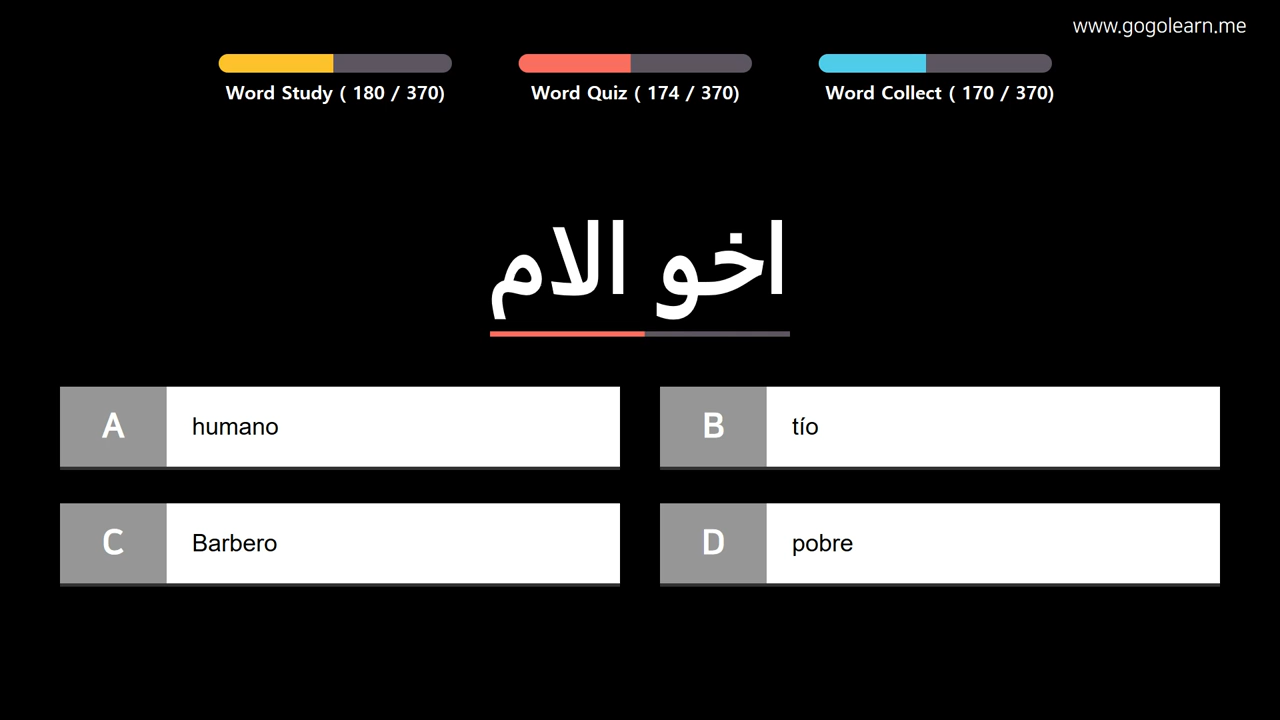 www.gogolearn.me
Word Study ( 180 / 370)
Word Quiz ( 174 / 370)
Word Collect ( 170 / 370)
اخو الام
A humano
B tío
C Barbero
D pobre